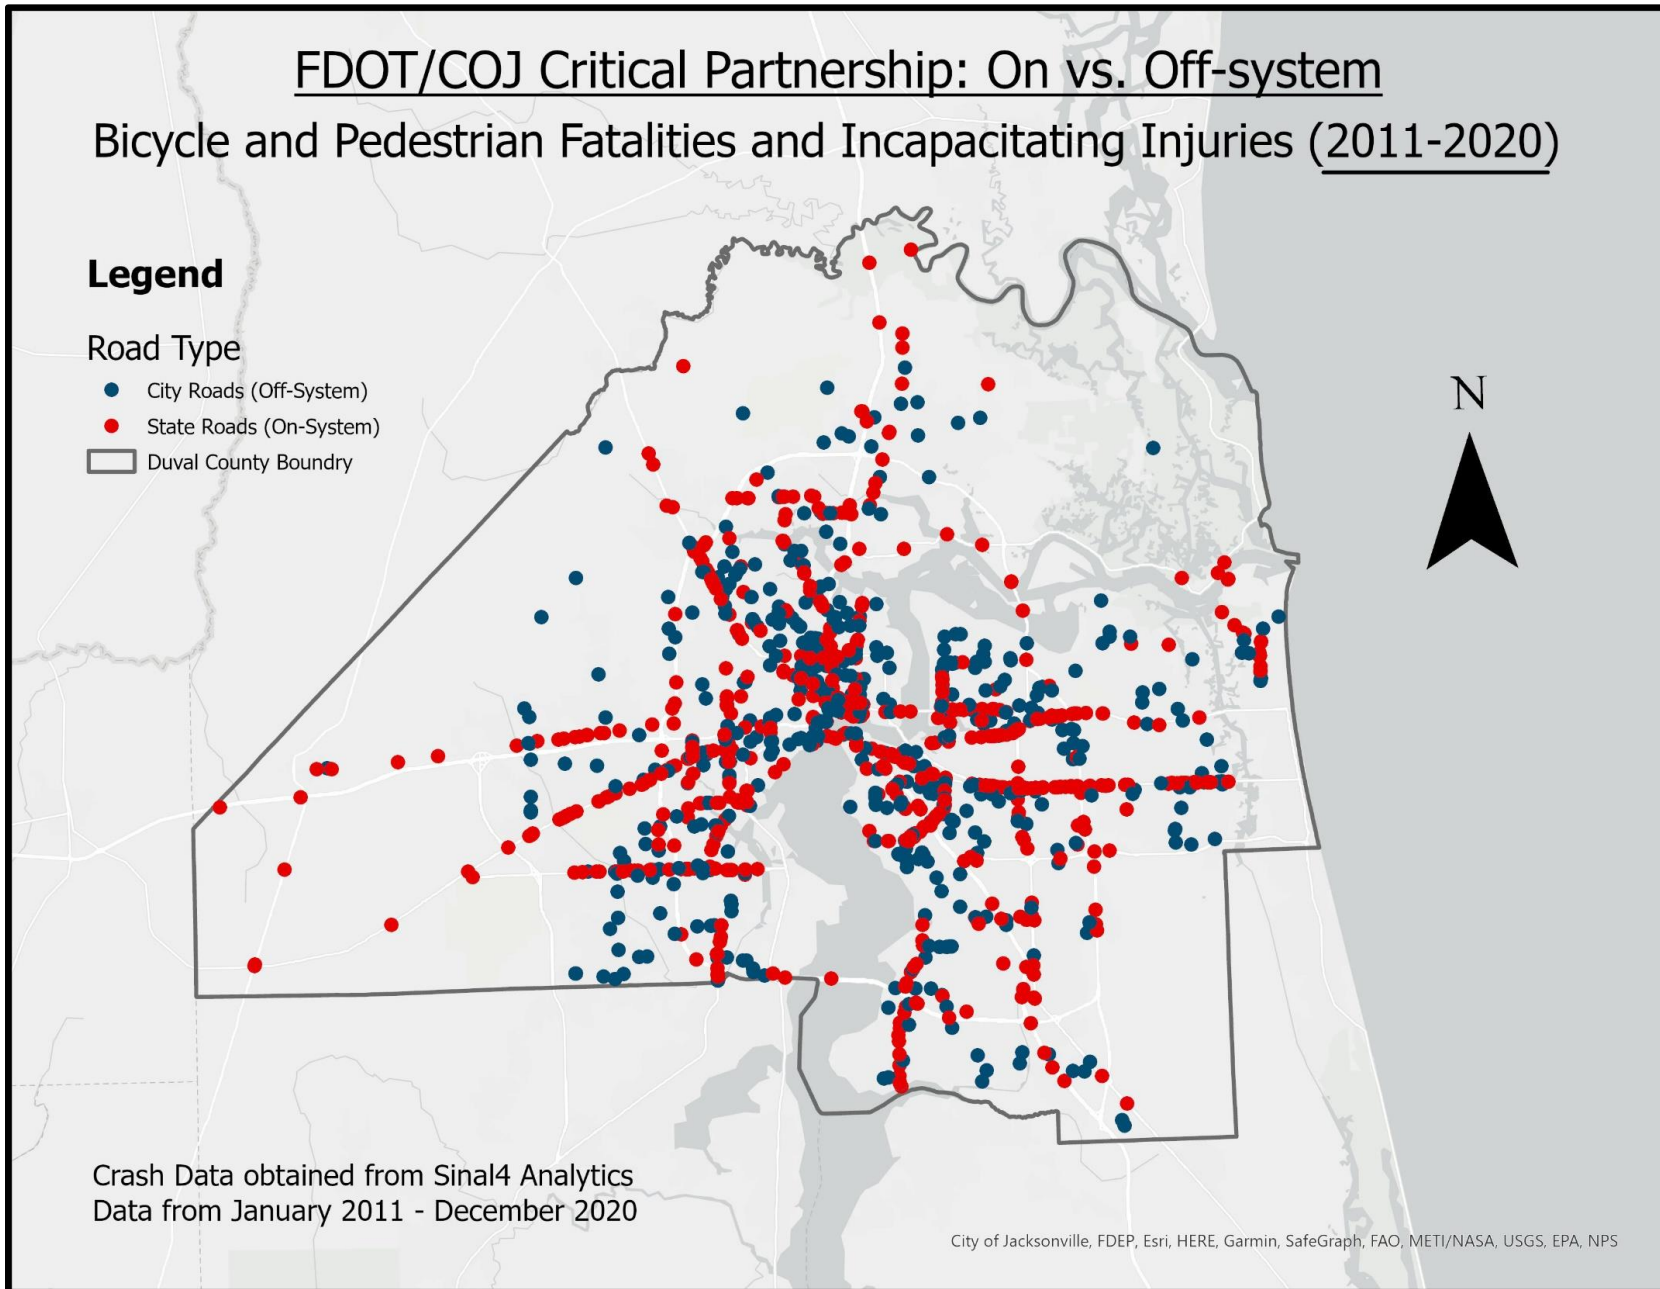 FDOT/COJ Critical Partnership: On vs. Off-system
Bicycle and Pedestrian Fatalities and Incapacitating Injuries (2011-2020)
Legend
Road Type
City Roads (Off-System)
State Roads (On-System)
Duval County Boundry
N
Crash Data obtained from Sinal4 Analytics
Data from January 2011 - December 2020
City of Jacksonville, FDEP, Esri, HERE, Garmin, SafeGraph, FAO, METI/NASA, USGS, EPA, NPS